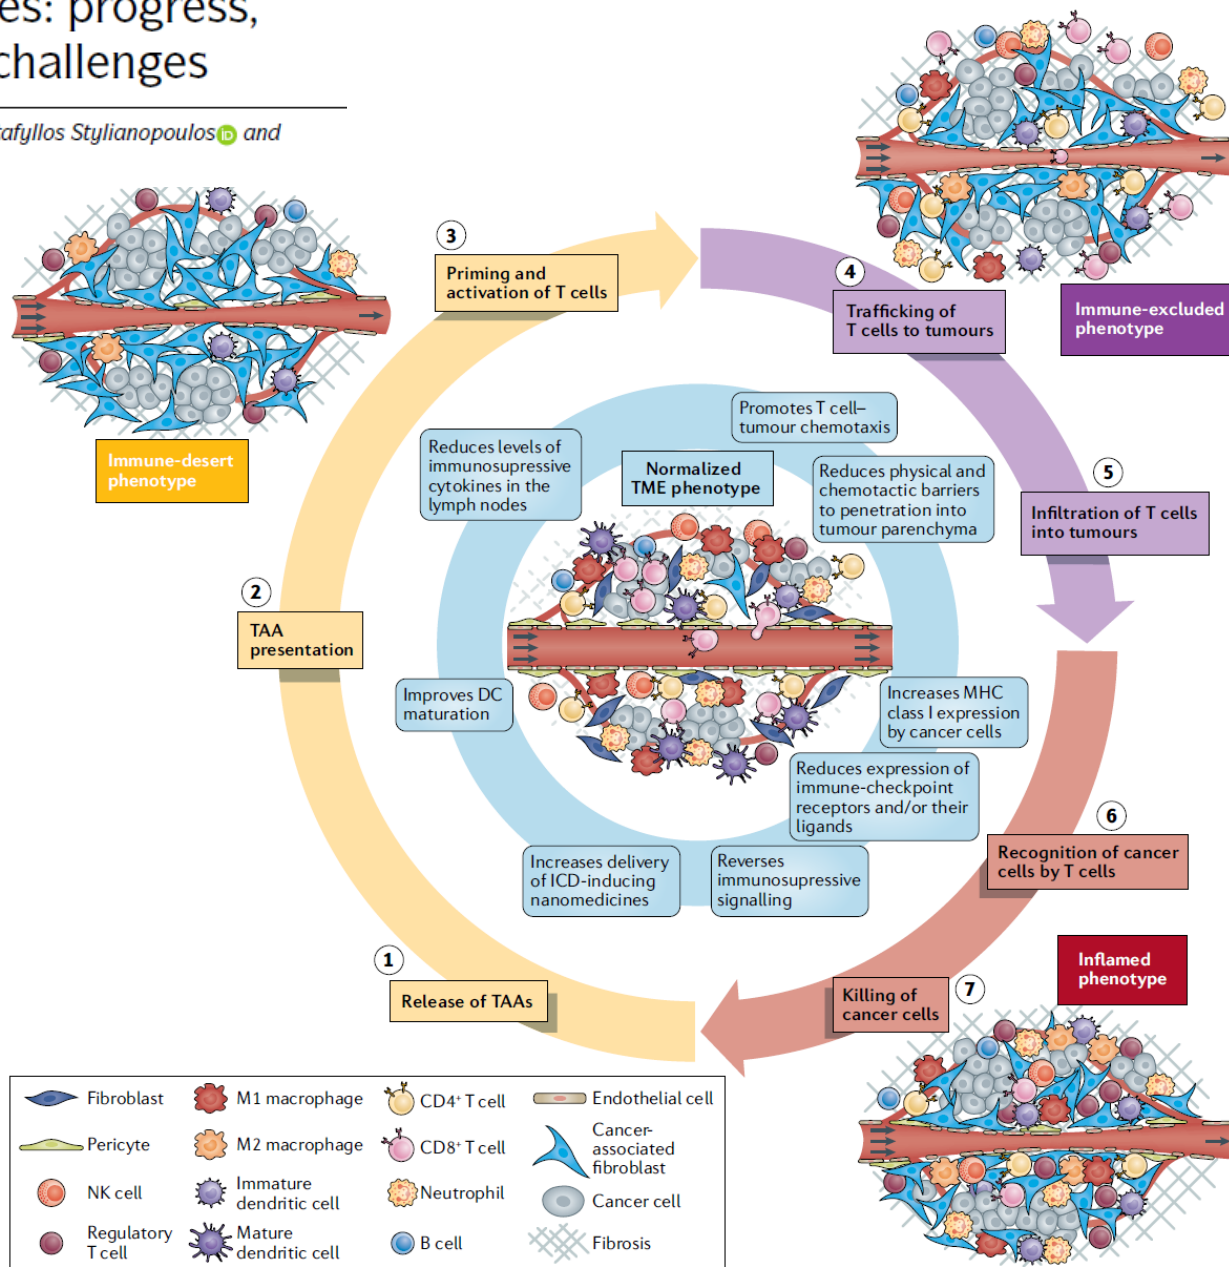 es: progress,
challenges
tafyllos Stylianopoulos iD and
Immune-desert
phenotype
3
Priming and
activation of T cells
4
Trafficking of
T cells to tumours
Immune-excluded
phenotype
2
TAA
presentation
5
Infiltration of T cells
into tumours
Promotes T cell–
tumour chemotaxis
Reduces levels of
immunosupressive
cytokines in the
lymph nodes
Normalized
TME phenotype
Reduces physical and
chemotactic barriers
to penetration into
tumour parenchyma
Improves DC
maturation
Increases MHC
class I expression
by cancer cells
Reduces expression of
immune-checkpoint
receptors and/or their
ligands
Increases delivery
of ICD-inducing
nanomedicines
Reverses
immunosupressive
signalling
6
Recognition of cancer
cells by T cells
1
Release of TAAs
Killing of
cancer cells
7
Inflamed
phenotype
Fibroblast
Pericyte
NK cell
Regulatory
T cell
M1 macrophage
M2 macrophage
Immature
dendritic cell
Mature
dendritic cell
CD4⁺ T cell
CD8⁺ T cell
Neutrophil
B cell
Endothelial cell
Cancer-
associated
fibroblast
Cancer cell
Fibrosis